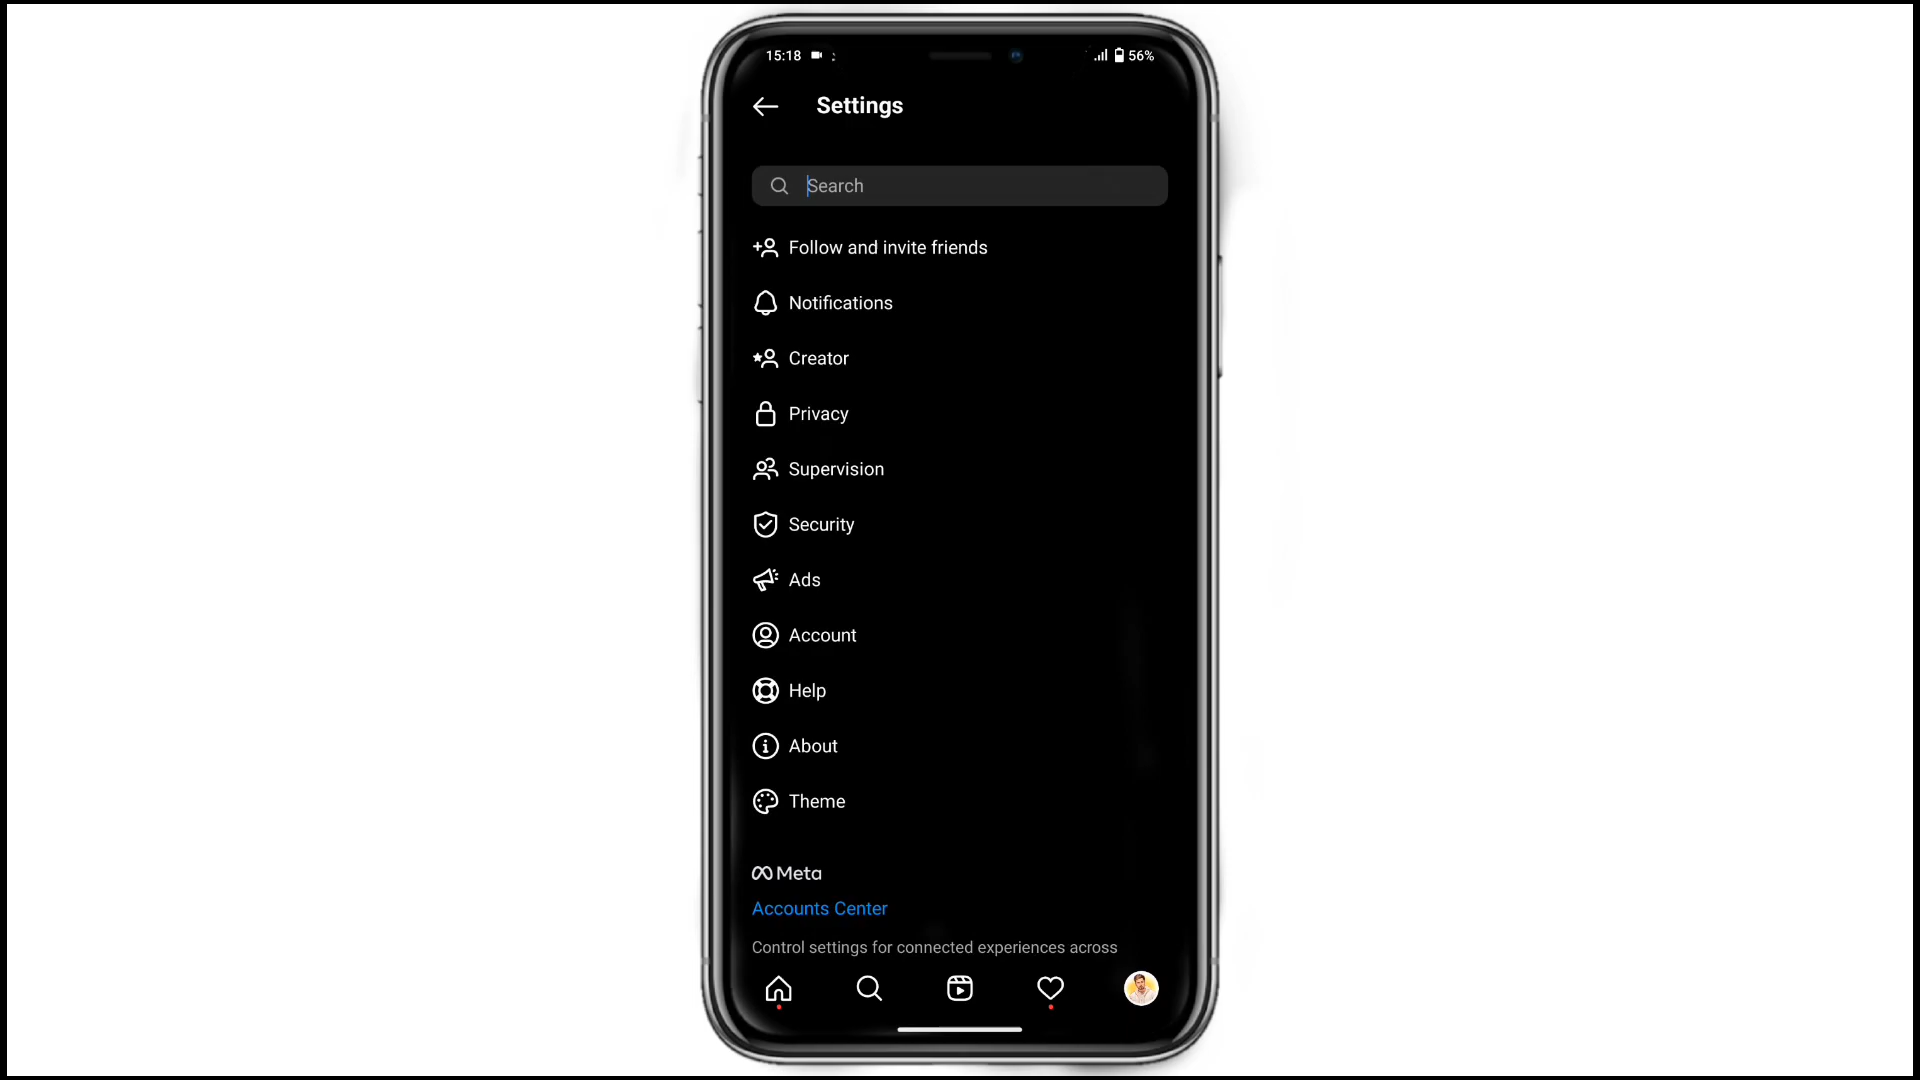 15:18
56%
Settings
Search
Follow and invite friends
Notifications
Creator
Privacy
Supervision
Security
Ads
Account
Help
About
Theme
Meta
Accounts Center
Control settings for connected experiences across